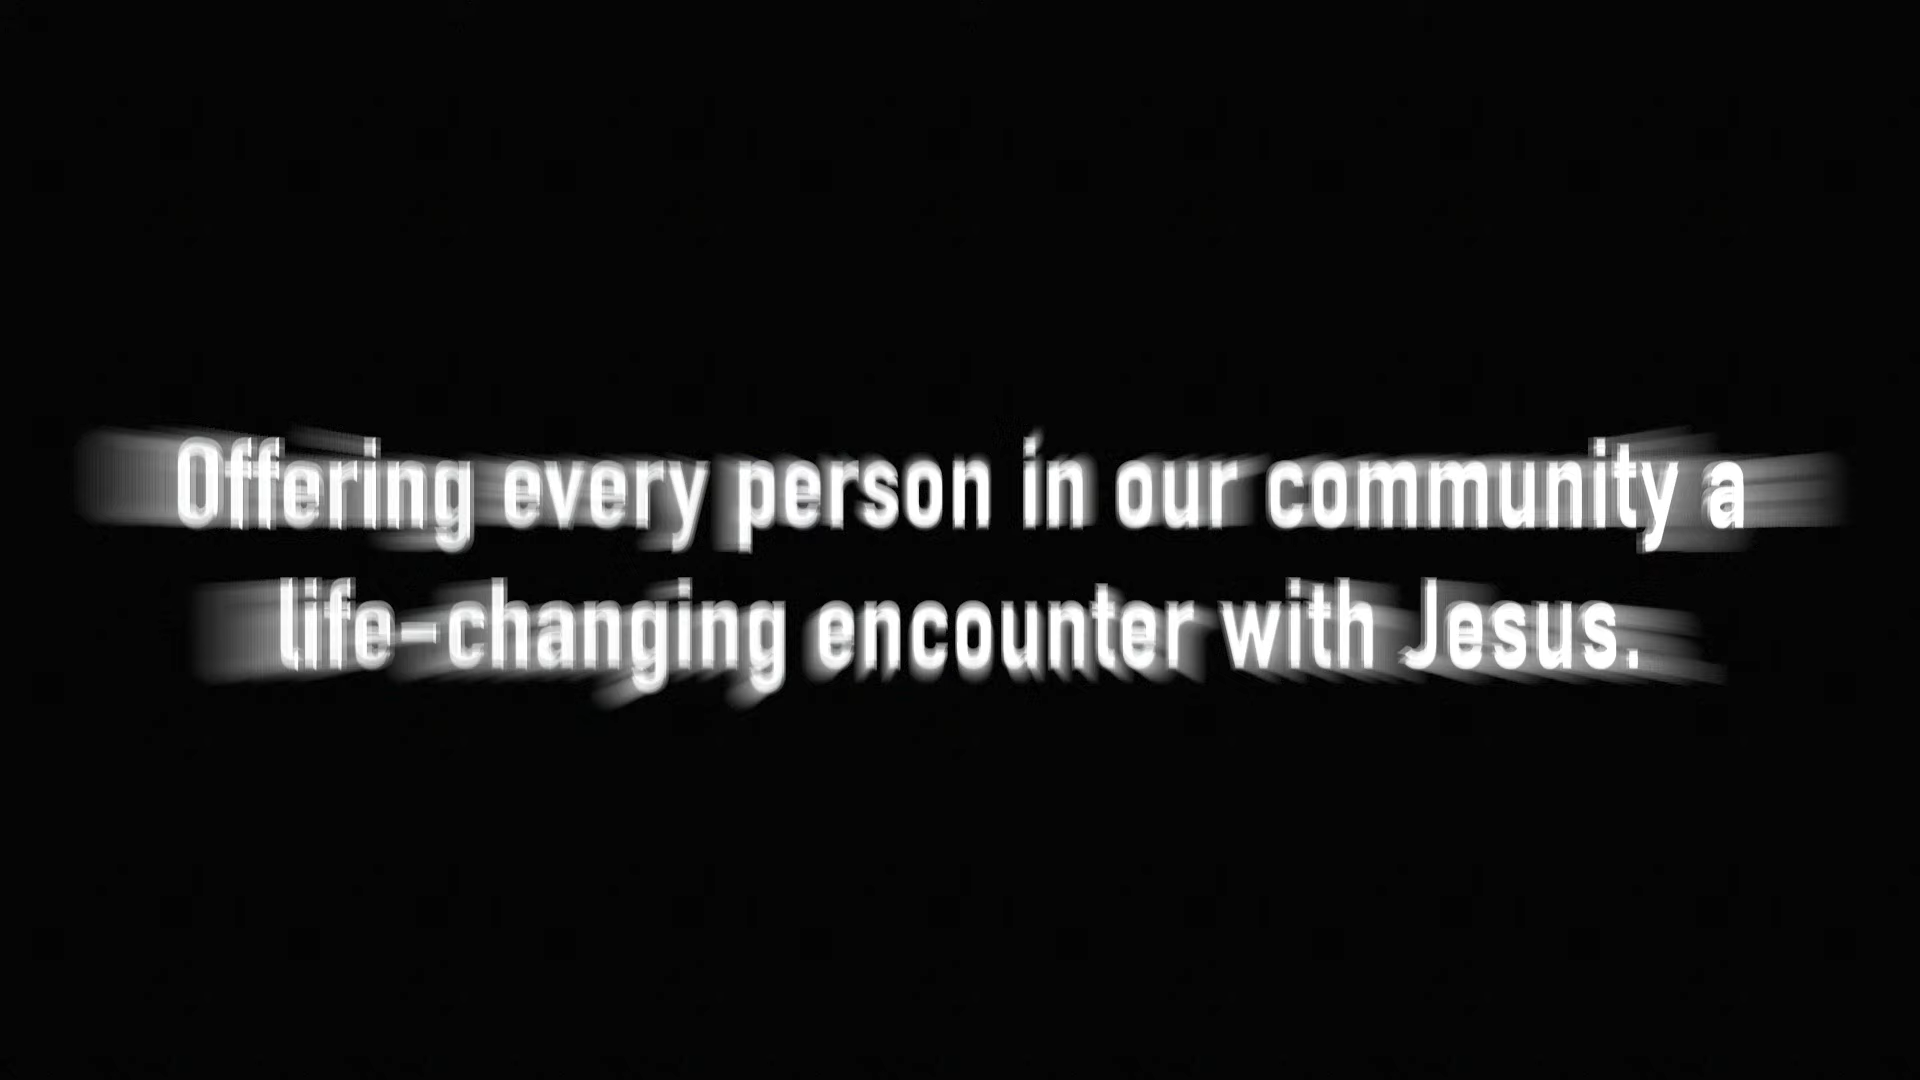 Offering every person in our community a
life-changing encounter with Jesus.